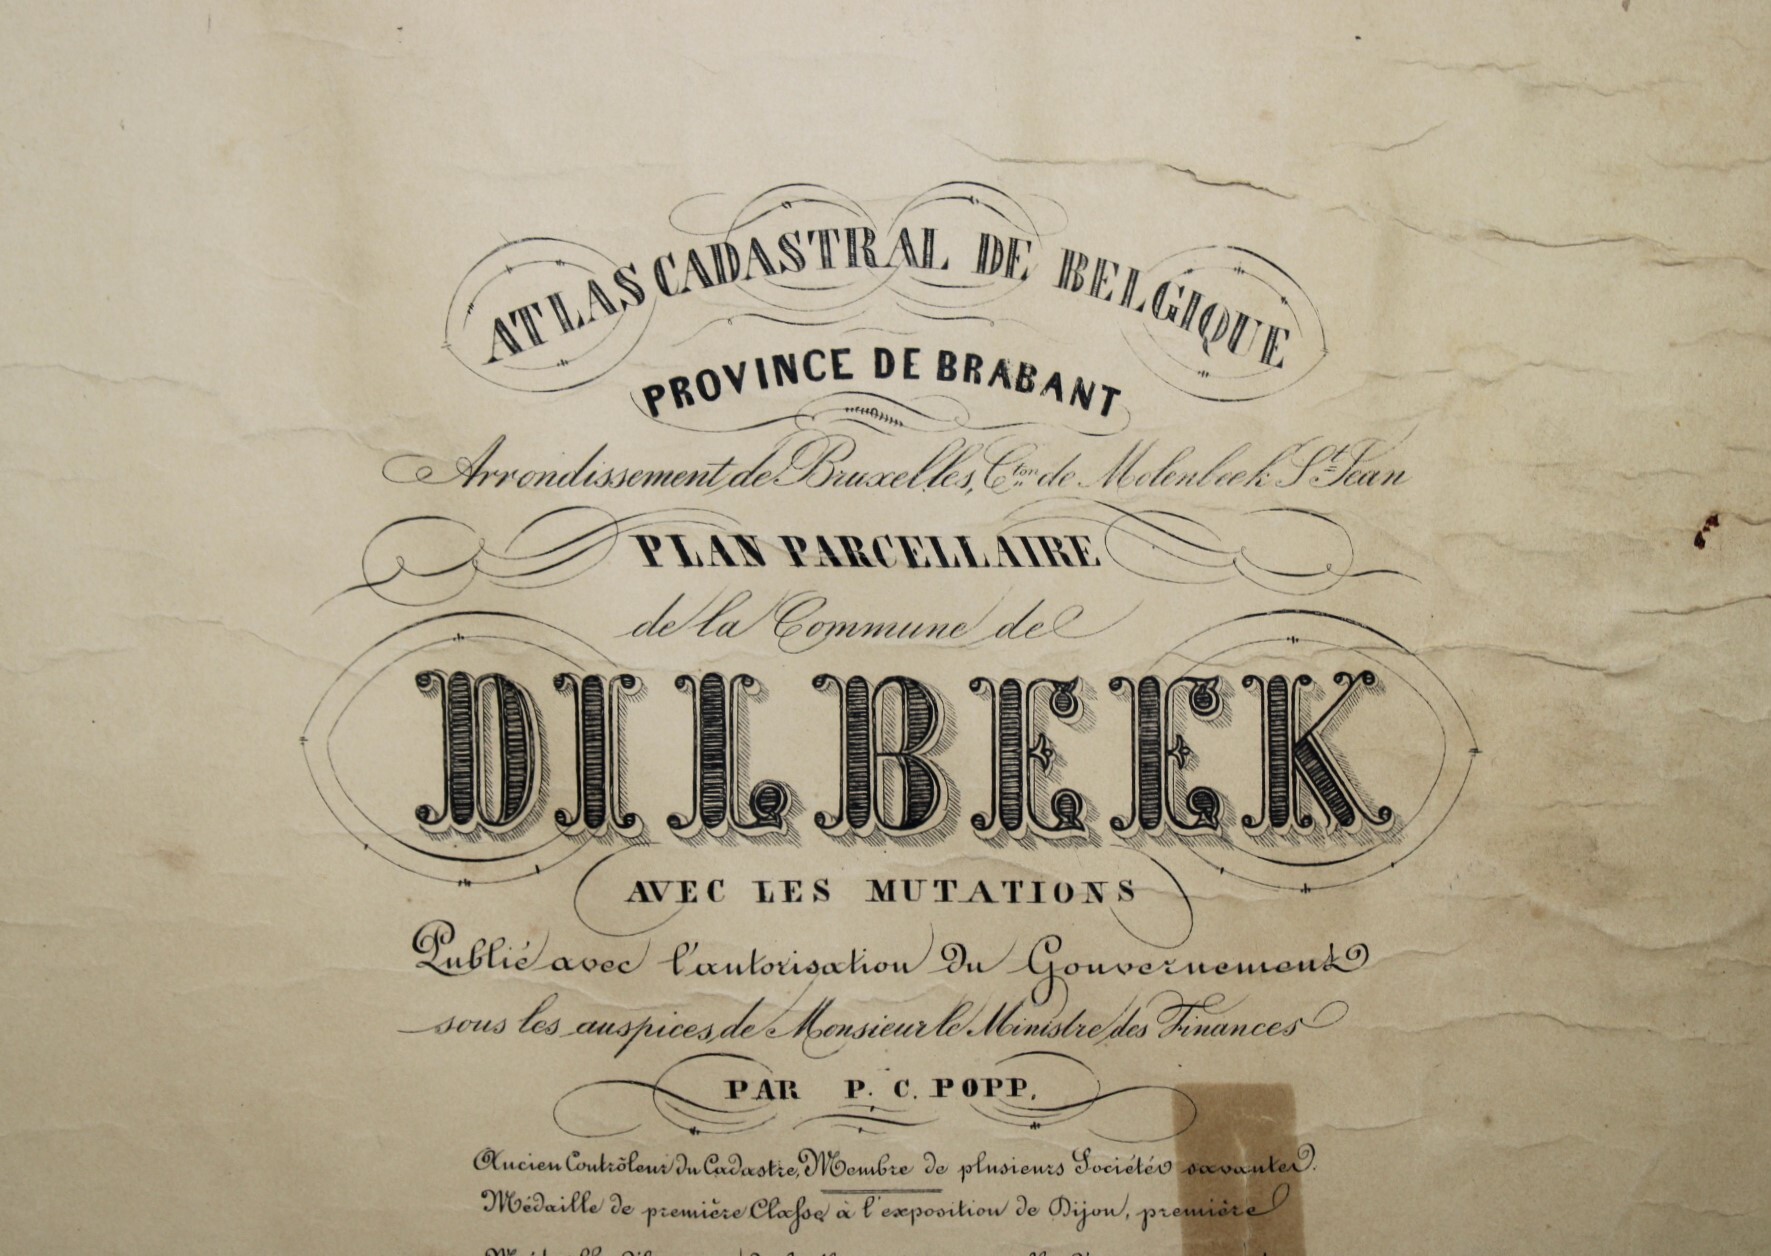 ATLAS CADASTRAL DE BELGIQUE
PROVINCE DE BRABANT
Arrondissement de Bruxelles, Cton de Molenbeek St Jean
PLAN PARCELLAIRE
de la Commune de
DILBEEK
AVEC LES MUTATIONS
Publié avec l'autorisation du Gouvernement
sous les auspices de Monsieur le Ministre des Finances
PAR P. C. POPP.
Ancien Contrôleur du Cadastre, Membre de plusieurs Sociétés savantes.
Médaille de première Classe à l'exposition de Dijon, première